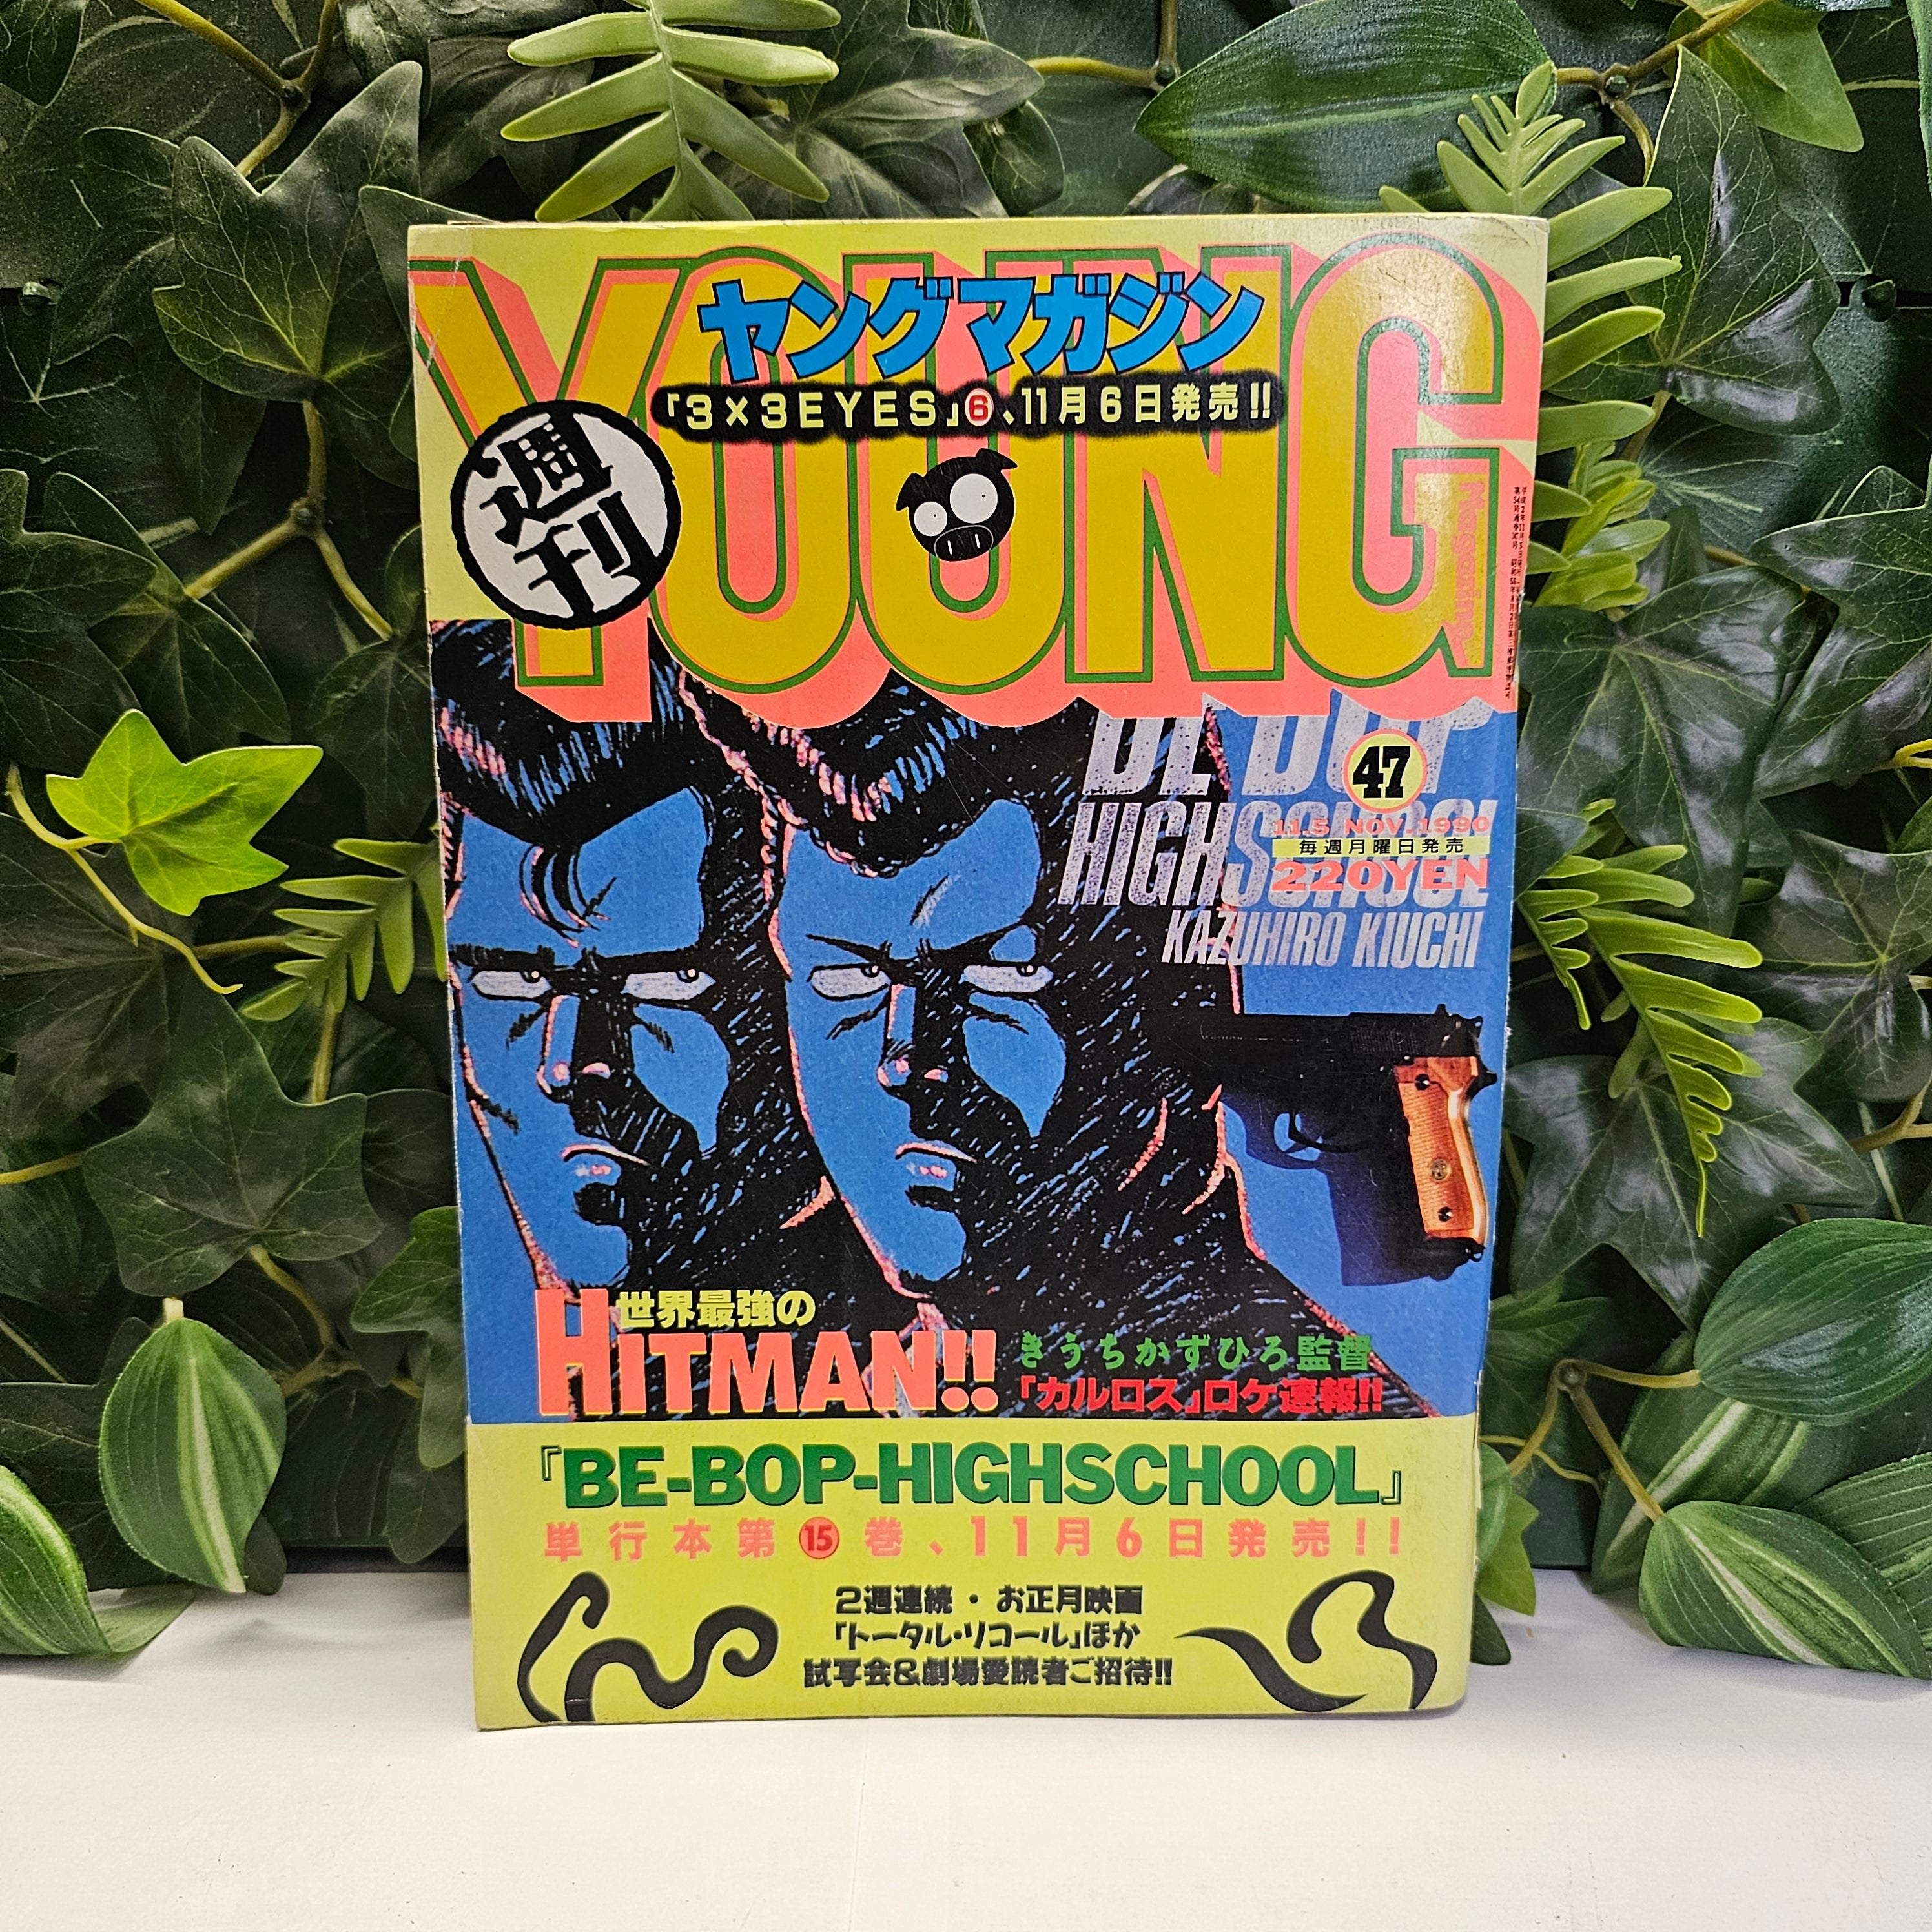 YOUNG
ヤングマガジン
「3×3EYES」⑥、11月6日発売!!
週刊
Magazine
BE BOP
HIGHSCHOOL
KAZUHIRO KIUCHI
47
11.5 NOV.1990
毎週月曜日発売
220YEN
世界最強の
HITMAN!!
きうちかずひろ監督
「カルロス」ロケ速報!!
『BE-BOP-HIGHSCHOOL』
単行本第⑮巻、11月6日発売!!
2週連続・お正月映画
「トータル・リコール」ほか
試写会&劇場愛読者ご招待!!